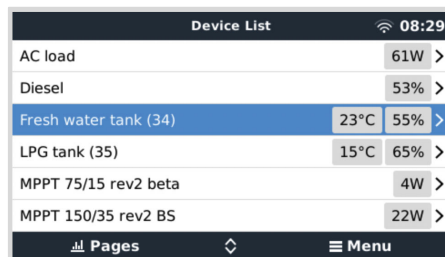 Device List 08:29
AC load 61W
Diesel 53%
Fresh water tank (34) 23°C 55%
LPG tank (35) 15°C 65%
MPPT 75/15 rev2 beta 4W
MPPT 150/35 rev2 BS 22W
Pages Menu